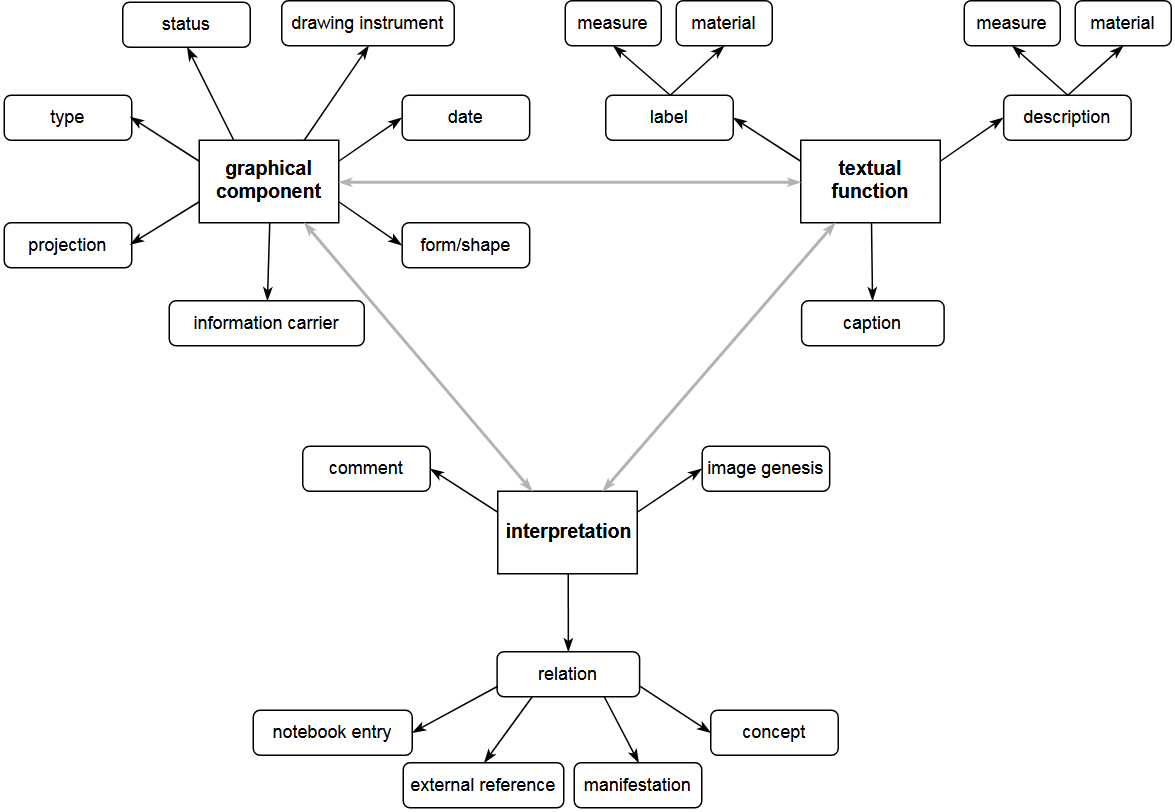 status
drawing instrument
measure
material
measure
material
type
date
label
description
graphical
component
textual
function
projection
form/shape
information carrier
caption
comment
image genesis
interpretation
relation
notebook entry
concept
external reference
manifestation